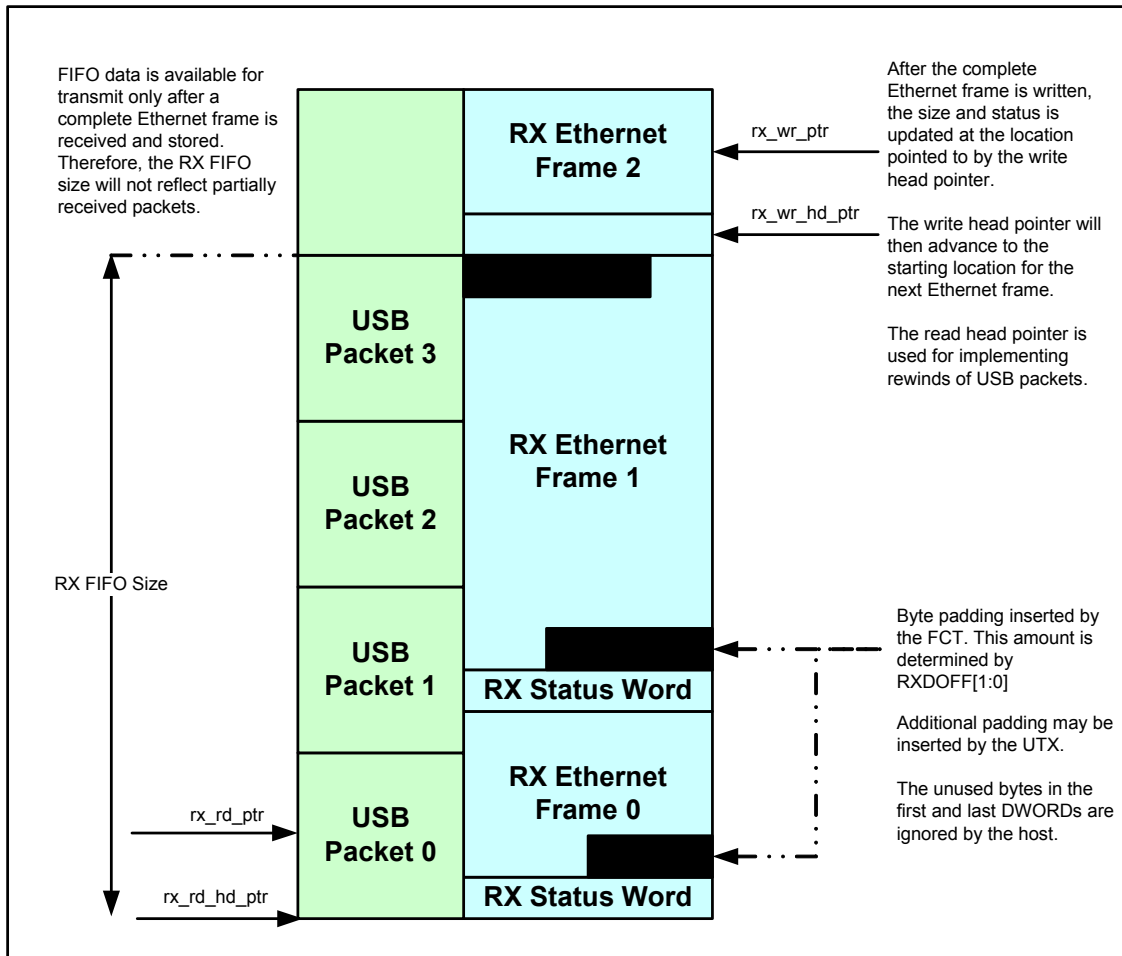 FIFO data is available for
transmit only after a
complete Ethernet frame is
received and stored.
Therefore, the RX FIFO
size will not reflect partially
received packets.
RX Ethernet
Frame 2
rx_wr_ptr
After the complete
Ethernet frame is written,
the size and status is
updated at the location
pointed to by the write
head pointer.
rx_wr_hd_ptr
The write head pointer will
then advance to the
starting location for the
next Ethernet frame.
The read head pointer is
used for implementing
rewinds of USB packets.
USB
Packet 3
RX Ethernet
Frame 1
USB
Packet 2
RX FIFO Size
USB
Packet 1
RX Status Word
Byte padding inserted by
the FCT. This amount is
determined by
RXDOFF[1:0]
Additional padding may be
inserted by the UTX.
The unused bytes in the
first and last DWORDs are
ignored by the host.
RX Ethernet
Frame 0
rx_rd_ptr
USB
Packet 0
rx_rd_hd_ptr
RX Status Word